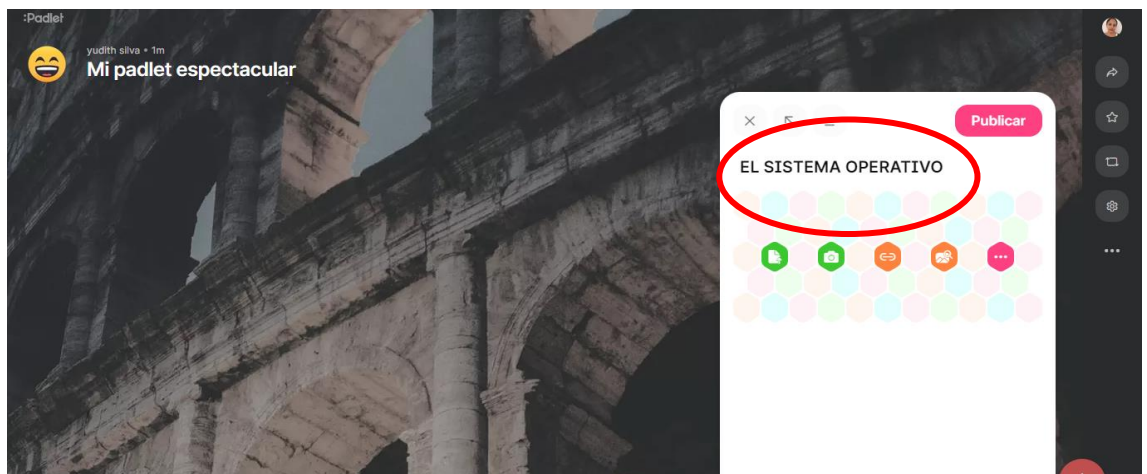 :Padlet
yudith silva • 1m
Mi padlet espectacular
Publicar
EL SISTEMA OPERATIVO